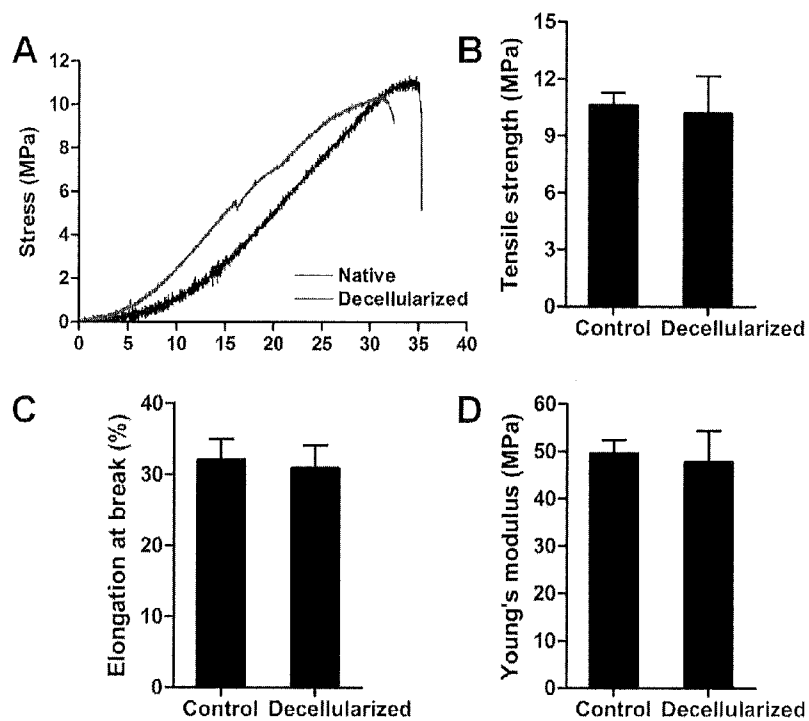 A
Stress (MPa)
12
10
8
6
4
2
0
0 5 10 15 20 25 30 35 40
Native
Decellularized
B
Tensile strength (MPa)
15
12
9
6
3
0
Control Decellularized
C
Elongation at break (%)
40
30
20
10
0
Control Decellularized
D
Young's modulus (MPa)
60
50
40
30
20
10
0
Control Decellularized